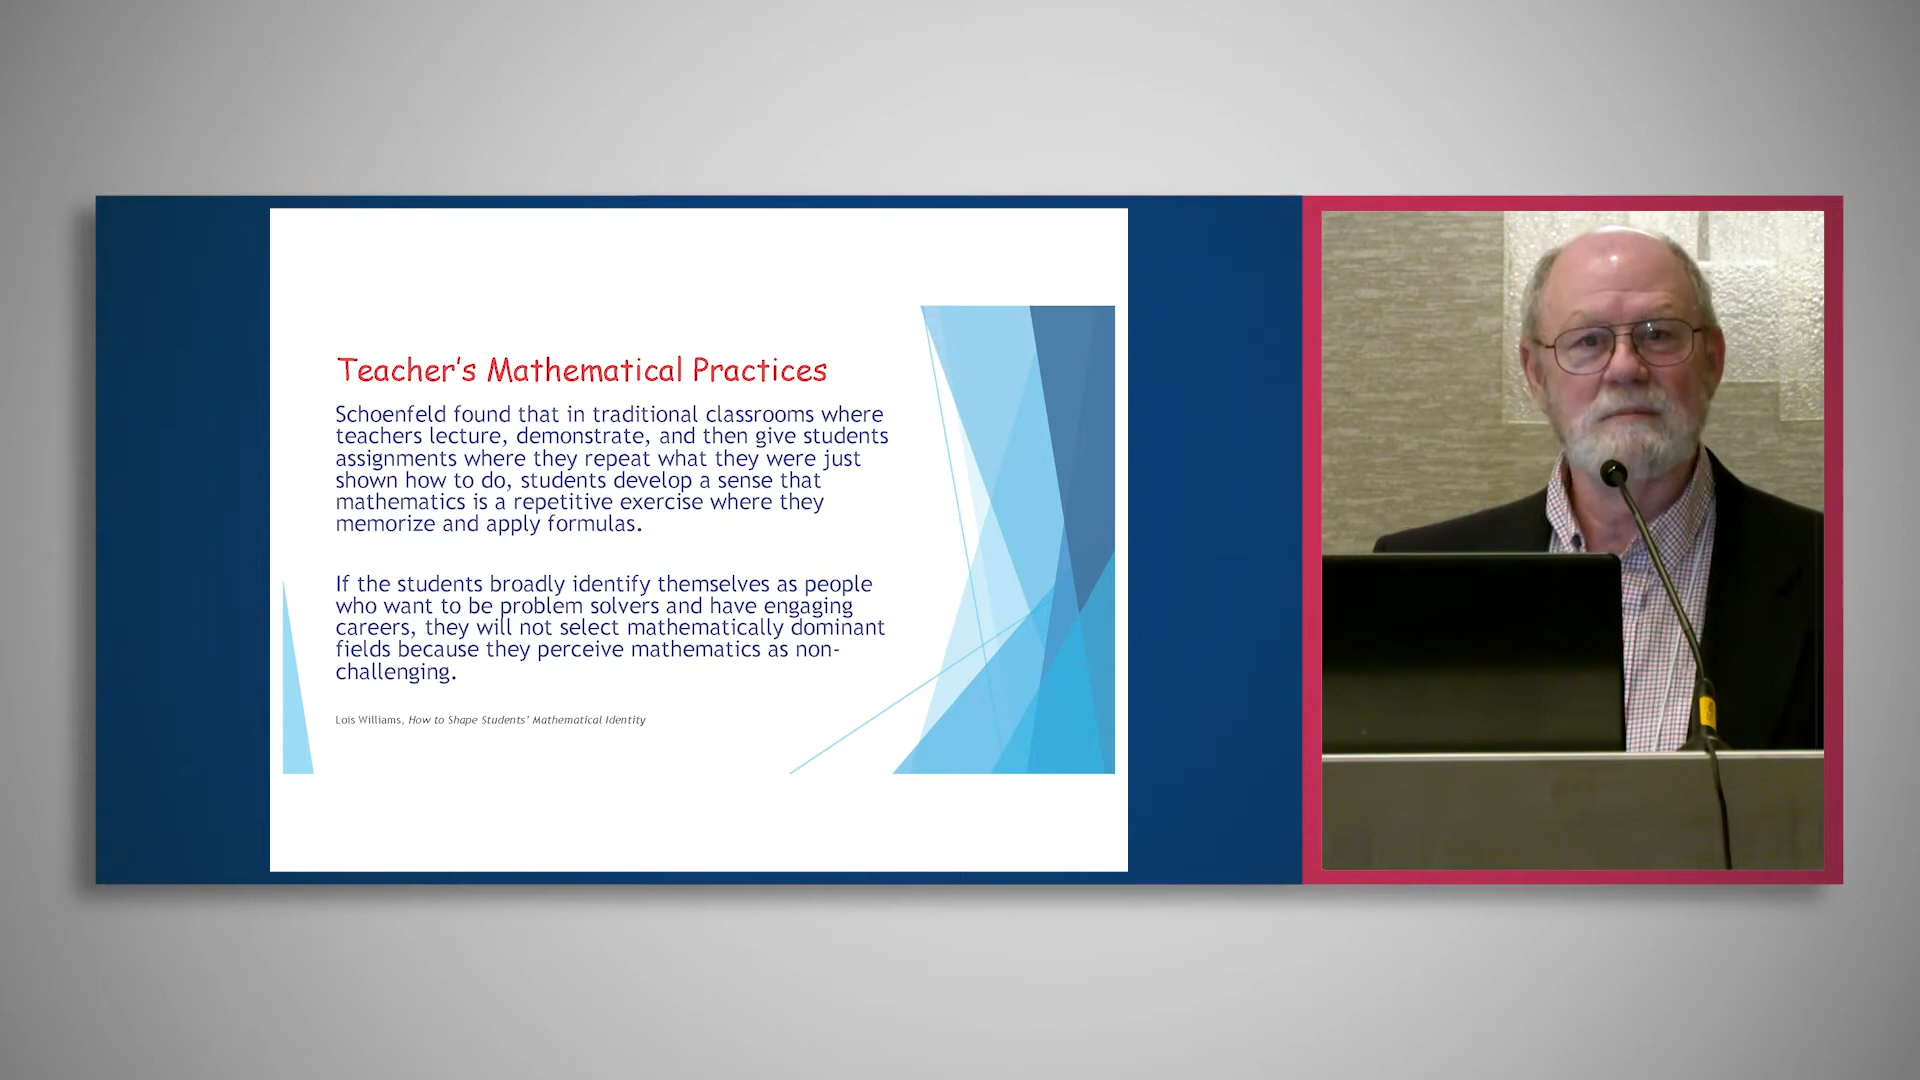 Teacher's Mathematical Practices
Schoenfeld found that in traditional classrooms where
teachers lecture, demonstrate, and then give students
assignments where they repeat what they were just
shown how to do, students develop a sense that
mathematics is a repetitive exercise where they
memorize and apply formulas.
If the students broadly identify themselves as people
who want to be problem solvers and have engaging
careers, they will not select mathematically dominant
fields because they perceive mathematics as non-
challenging.
Lois Williams, How to Shape Students' Mathematical Identity